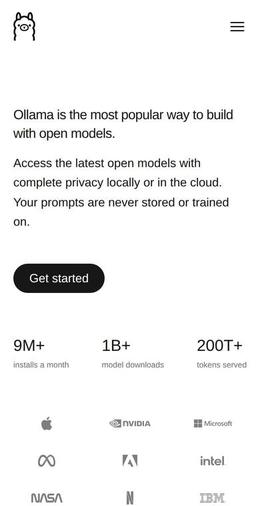 Ollama is the most popular way to build
with open models.
Access the latest open models with
complete privacy locally or in the cloud.
Your prompts are never stored or trained
on.
Get started
9M+ 1B+ 200T+
installs a month model downloads tokens served
NVIDIA Microsoft
intel
NASA N IBM